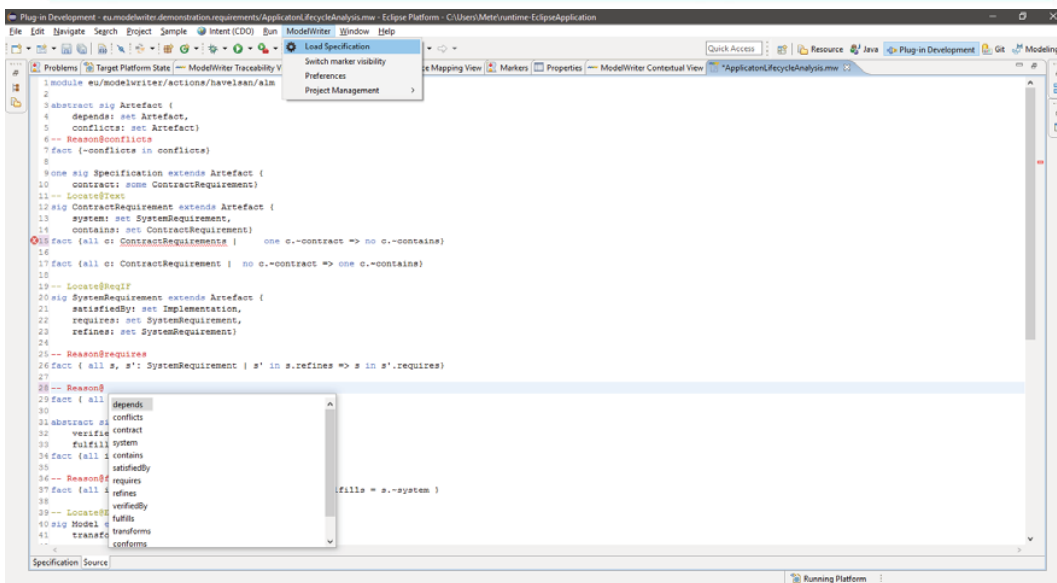 Plug-in Development - eu.modelwriter.demonstration.requirements/ApplicatonLifecycleAnalysis.mw - Eclipse Platform - C:\Users\Mete\runtime-EclipseApplication
File Edit Navigate Search Project Sample Intent (CDO) Run ModelWriter Window Help
Load Specification
Switch marker visibility
Preferences
Project Management
Quick Access Resource Java Plug-in Development Git Modeling
Problems Target Platform State ModelWriter Traceability V e Mapping View Markers Properties ModelWriter Contextual View *ApplicatonLifecycleAnalysis.mw
1 module eu/modelwriter/actions/havelsan/alm
2
3 abstract sig Artefact {
4 depends: set Artefact,
5 conflicts: set Artefact}
6 -- Reason@conflicts
7 fact {~conflicts in conflicts}
8
9 one sig Specification extends Artefact {
10 contract: some ContractRequirement}
11 -- Locate@Text
12 sig ContractRequirement extends Artefact {
13 system: set SystemRequirement,
14 contains: set ContractRequirement}
15 fact {all c: ContractRequirements | one c.~contract => no c.~contains}
16
17 fact {all c: ContractRequirement | no c.~contract => one c.~contains}
18
19 -- Locate@ReqIF
20 sig SystemRequirement extends Artefact {
21 satisfiedBy: set Implementation,
22 requires: set SystemRequirement,
23 refines: set SystemRequirement}
24
25 -- Reason@requires
26 fact { all s, s': SystemRequirement | s' in s.refines => s in s'.requires}
27
28 -- Reason@
29 fact { all
30
31 abstract si
verifie
fulfill
34 fact {all i
35
36 -- Reason@f
37 fact {all i ifills = s.~system }
38
39 -- Locate@
40 sig Model e
41 transfo
depends
conflicts
contract
system
contains
satisfiedBy
requires
refines
verifiedBy
fulfills
transforms
conforms
Specification Source
Running Platform